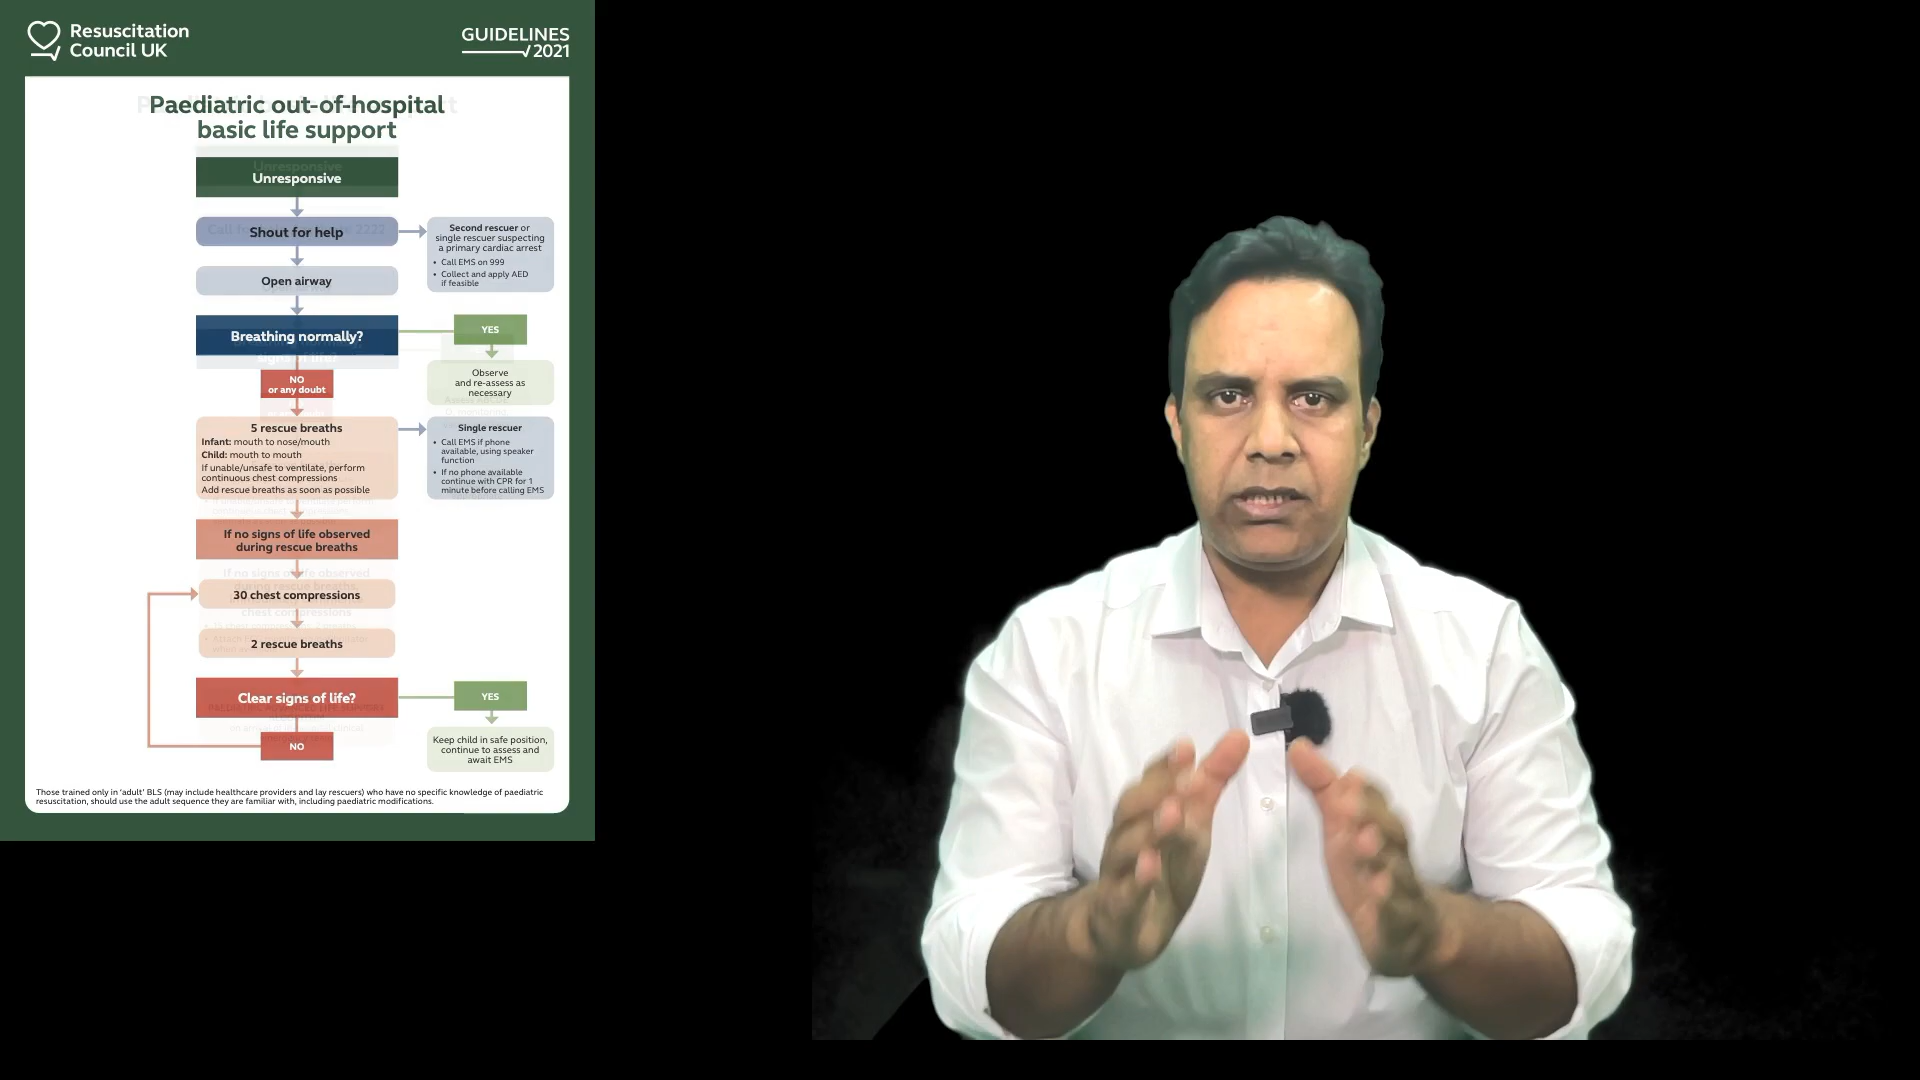 Resuscitation
Council UK
GUIDELINES
2021
Paediatric out-of-hospital
basic life support
Unresponsive
Shout for help
Second rescuer or
single rescuer suspecting
a primary cardiac arrest
• Call EMS on 999
• Collect and apply AED
if feasible
Open airway
Breathing normally?
YES
NO
or any doubt
Observe
and re-assess as
necessary
5 rescue breaths
Infant: mouth to nose/mouth
Child: mouth to mouth
If unable/unsafe to ventilate, perform
continuous chest compressions
Add rescue breaths as soon as possible
Single rescuer
• Call EMS if phone
available, using speaker
function
• If no phone available
continue with CPR for 1
minute before calling EMS
If no signs of life observed
during rescue breaths
30 chest compressions
2 rescue breaths
Clear signs of life?
YES
NO
Keep child in safe position,
continue to assess and
await EMS
Those trained only in ‘adult’ BLS (may include healthcare providers and lay rescuers) who have no specific knowledge of paediatric
resuscitation, should use the adult sequence they are familiar with, including paediatric modifications.